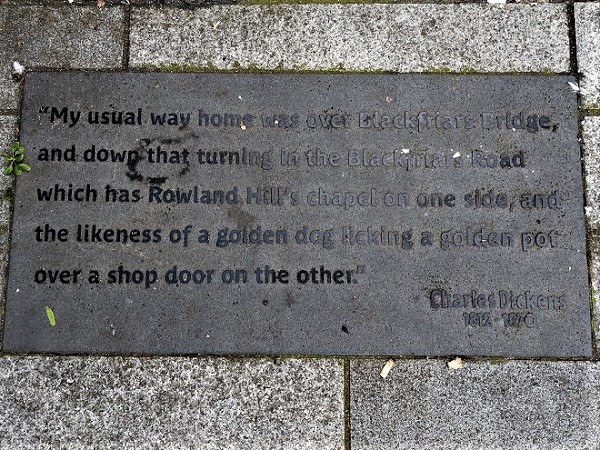 "My usual way home was over Blackfriars Bridge,
and down that turning in the Blackfriars Road
which has Rowland Hill's chapel on one side, and
the likeness of a golden dog licking a golden pot
over a shop door on the other."
Charles Dickens
1812 - 1870